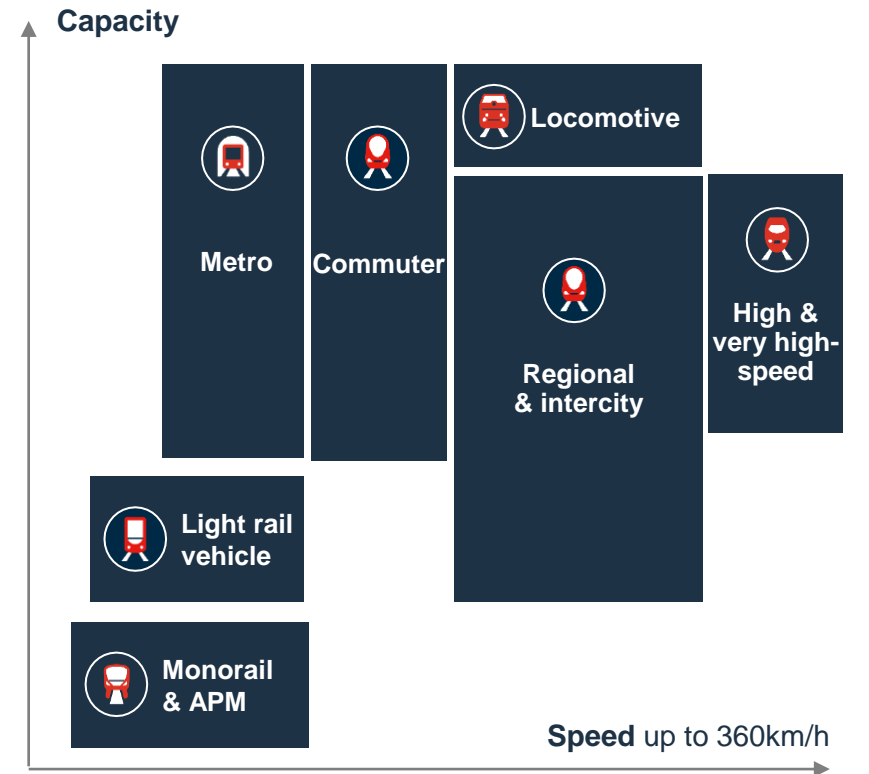 Capacity
Locomotive
Metro
Commuter
High &
very high-
speed
Regional
& intercity
Light rail
vehicle
Monorail
& APM
Speed up to 360km/h